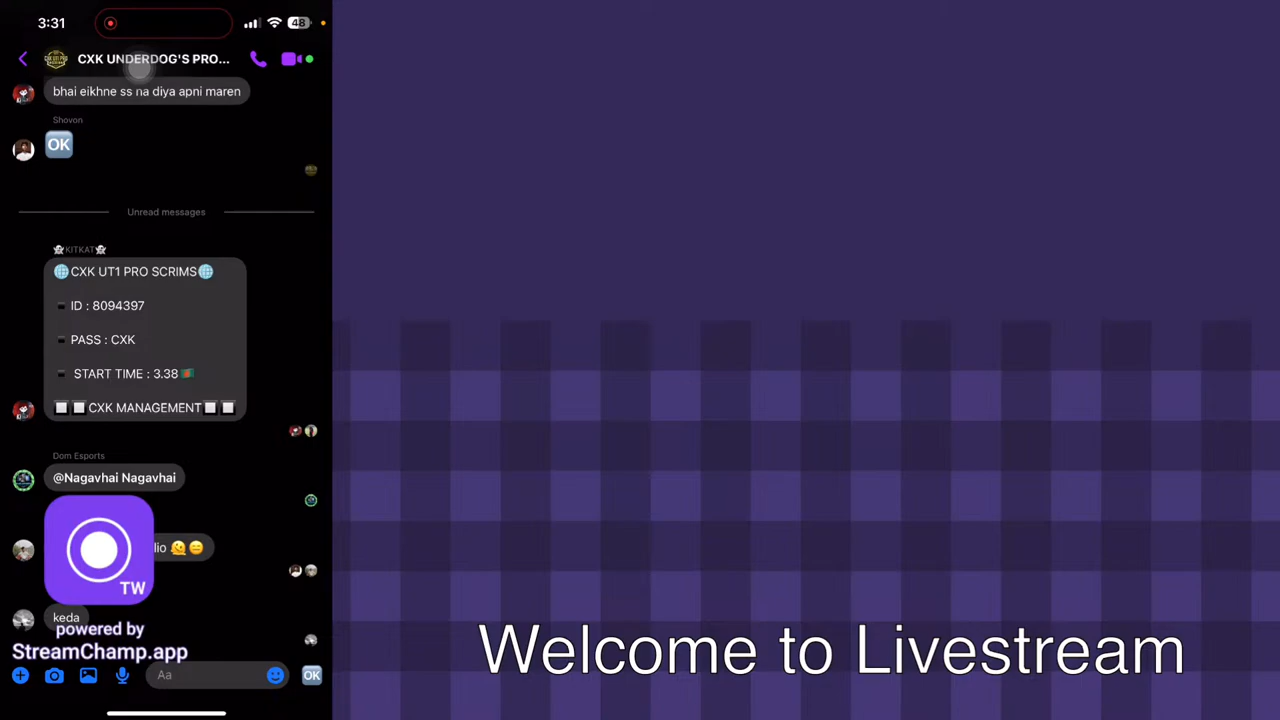 3:31
48
CXK UNDERDOG'S PRO...
bhai eikhne ss na diya apni maren
Shovon
OK
Unread messages
KITKAT
CXK UT1 PRO SCRIMS
ID : 8094397
PASS : CXK
START TIME : 3.38
CXK MANAGEMENT
Dom Esports
@Nagavhai Nagavhai
lio
TW
keda
powered by
StreamChamp.app
Aa
OK
Welcome to Livestream